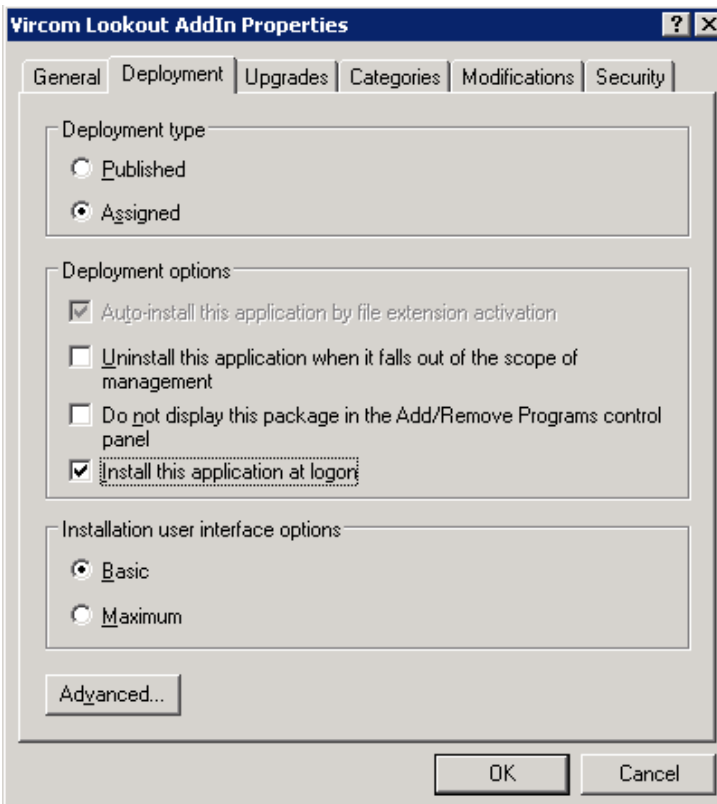 Vircom Lookout AddIn Properties
General Deployment Upgrades Categories Modifications Security
Deployment type
Published
Assigned
Deployment options
Auto-install this application by file extension activation
Uninstall this application when it falls out of the scope of
management
Do not display this package in the Add/Remove Programs control
panel
Install this application at logon
Installation user interface options
Basic
Maximum
Advanced...
OK Cancel